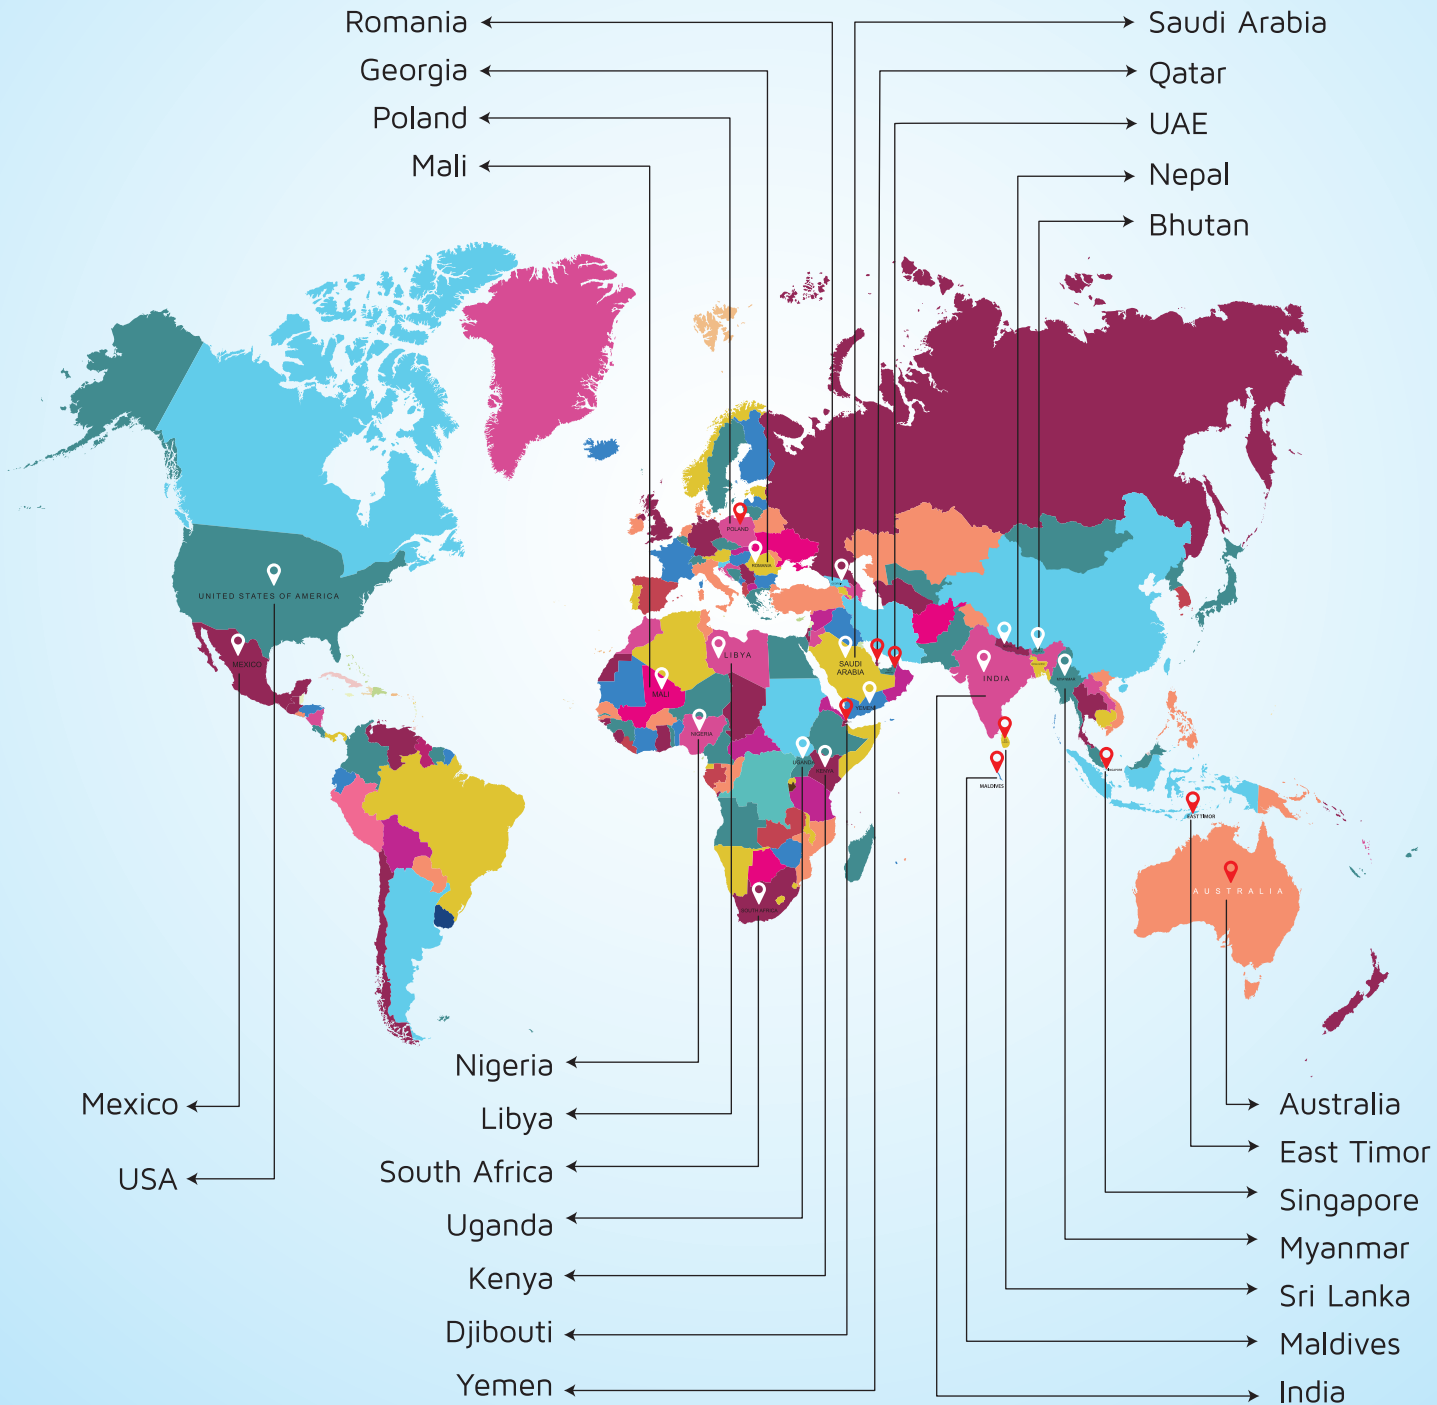 Romania
Georgia
Poland
Mali
Saudi Arabia
Qatar
UAE
Nepal
Bhutan
POLAND
ROMANIA
UNITED STATES OF AMERICA
MEXICO
LIBYA
MALI
NIGERIA
SAUDI
ARABIA
YEMEN
INDIA
UGANDA
KENYA
MALDIVES
EAST TIMOR
AUSTRALIA
SOUTH AFRICA
Nigeria
Libya
South Africa
Uganda
Kenya
Djibouti
Yemen
Mexico
USA
Australia
East Timor
Singapore
Myanmar
Sri Lanka
Maldives
India